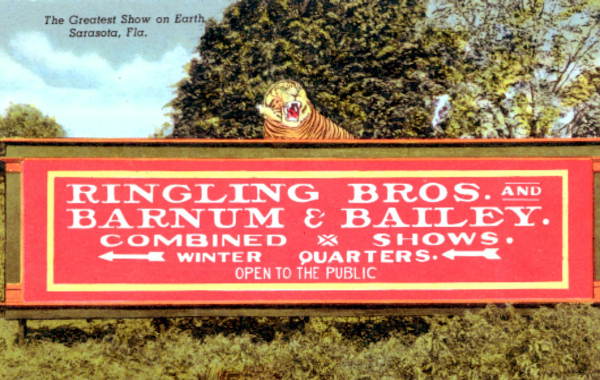 The Greatest Show on Earth,
Sarasota, Fla.
RINGLING BROS. AND
BARNUM & BAILEY.
COMBINED SHOWS.
WINTER QUARTERS.
OPEN TO THE PUBLIC